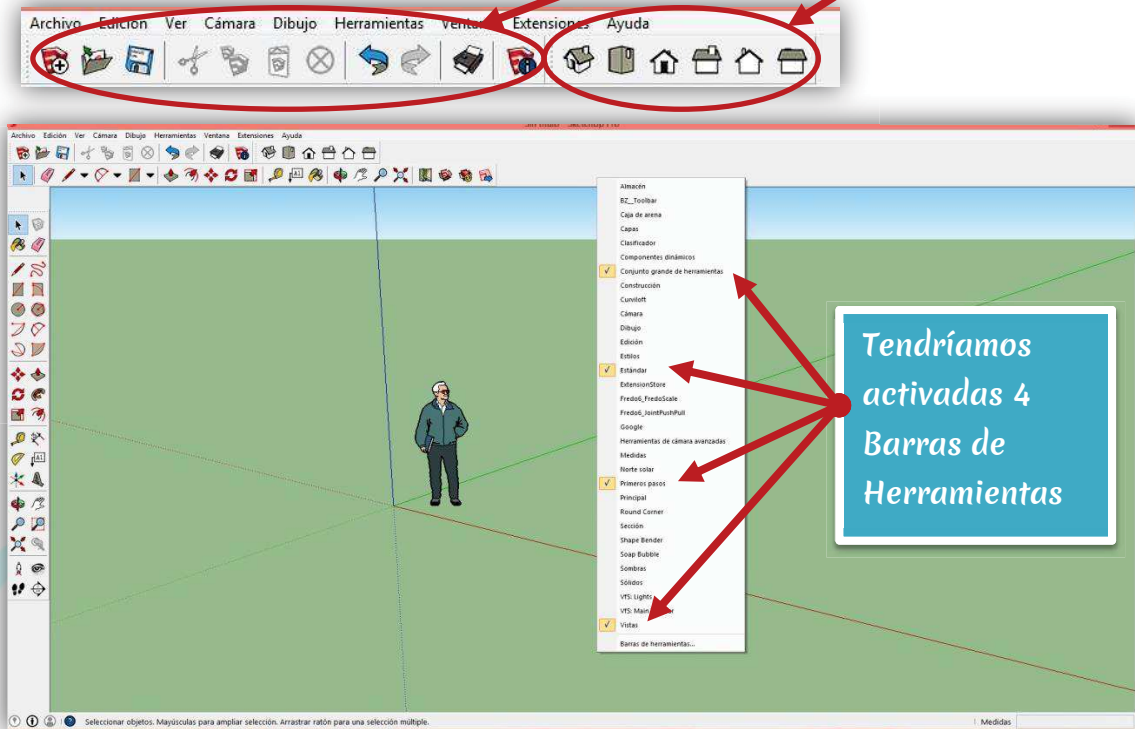 Archivo Edición Ver Cámara Dibujo Herramientas Ventana Extensiones Ayuda
Archivo Edición Ver Cámara Dibujo Herramientas Ventana Extensiones Ayuda
A1
Almacén
BZ_Toolbar
Caja de arena
Capas
Clasificador
Componentes dinámicos
Conjunto grande de herramientas
Construcción
Curviloft
Cámara
Dibujo
Edición
Estilos
Estándar
ExtensionStore
Fredo6_FredoScale
Fredo6_JointPushPull
Google
Herramientas de cámara avanzadas
Medidas
Norte solar
Primeros pasos
Principal
Round Corner
Sección
Shape Bender
Soap Bubble
Sombras
Sólidos
VfS: Lights
VfS: Main
Vistas
Barras de herramientas...
Tendríamos
activadas 4
Barras de
Herramientas
A1
Seleccionar objetos. Mayúsculas para ampliar selección. Arrastrar ratón para una selección múltiple.
Medidas